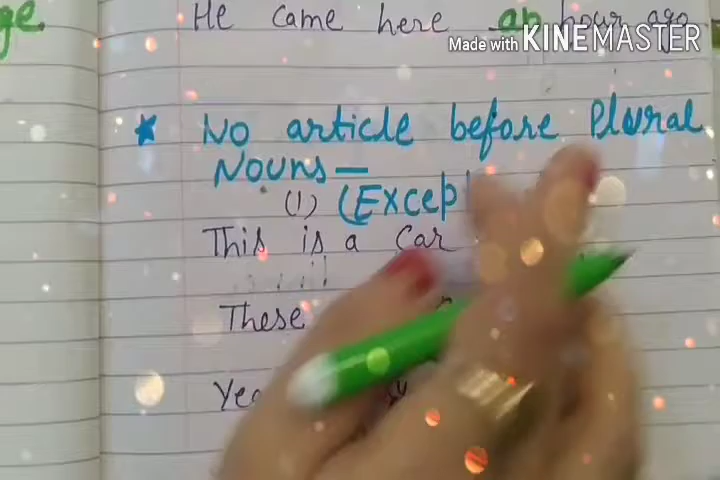 He came here an hour ago
Made with KINEMASTER
★ No article before Plural
Nouns—
(1) (Excep
This is a Car
These